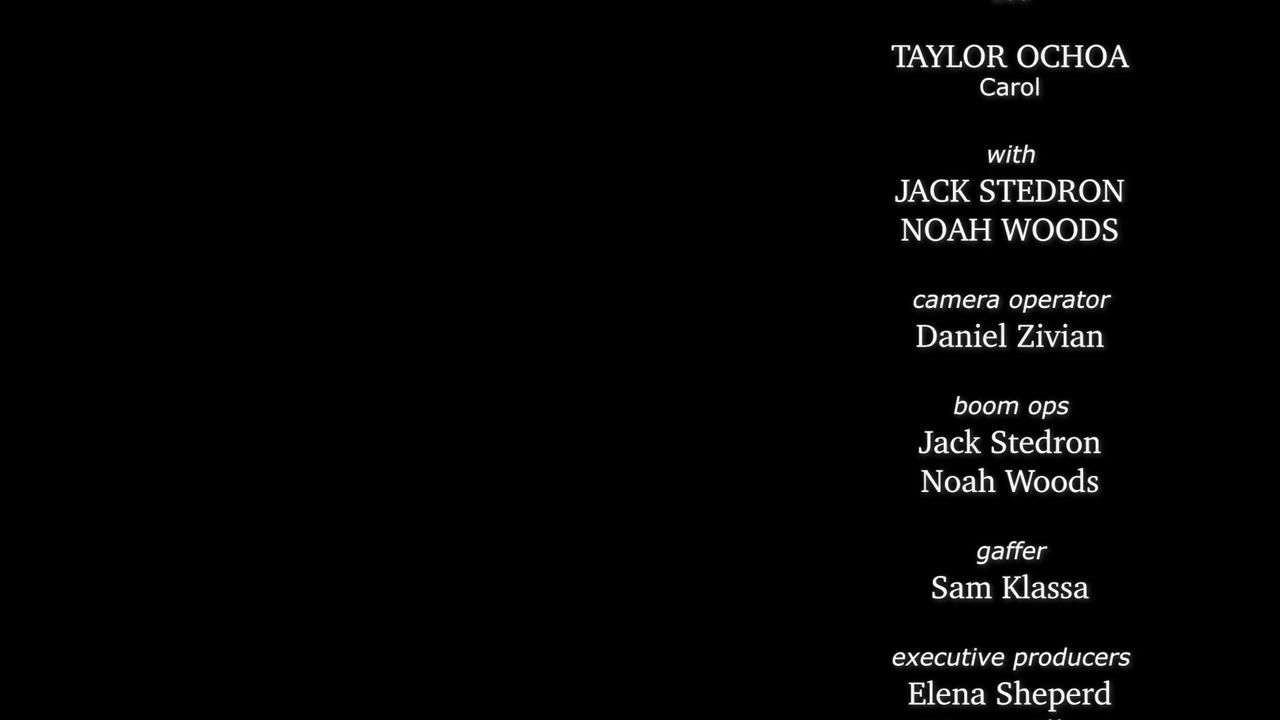 TAYLOR OCHOA
Carol
with
JACK STEDRON
NOAH WOODS
camera operator
Daniel Zivian
boom ops
Jack Stedron
Noah Woods
gaffer
Sam Klassa
executive producers
Elena Sheperd